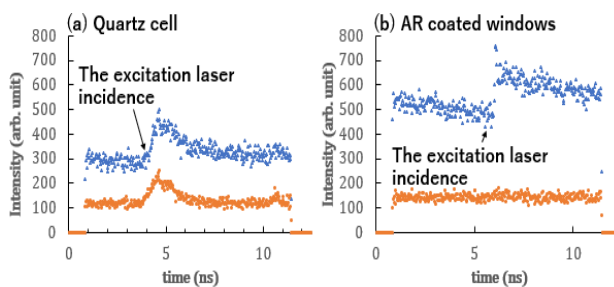 (a) Quartz cell
800
700
600
500
400
300
200
100
0
Intensity (arb. unit)
The excitation laser
incidence
0 5 10
time (ns)
(b) AR coated windows
800
700
600
500
400
300
200
100
0
Intensity (arb. unit)
The excitation laser
incidence
0 5 10
time (ns)